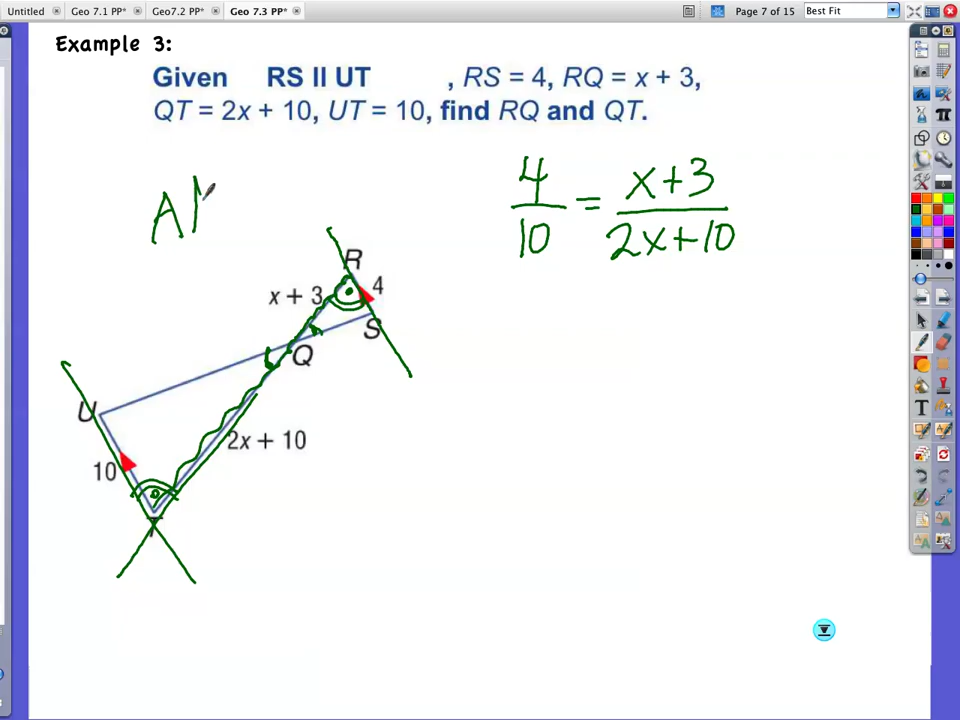 Untitled Geo 7.1 PP* Geo7.2 PP* Geo 7.3 PP* Page 7 of 15 Best Fit
Example 3:
Given RS II UT , RS = 4, RQ = x + 3,
QT = 2x + 10, UT = 10, find RQ and QT.
4/10 = x+3/2x+10
R
x + 3 4
S
Q
U
2x + 10
10
T